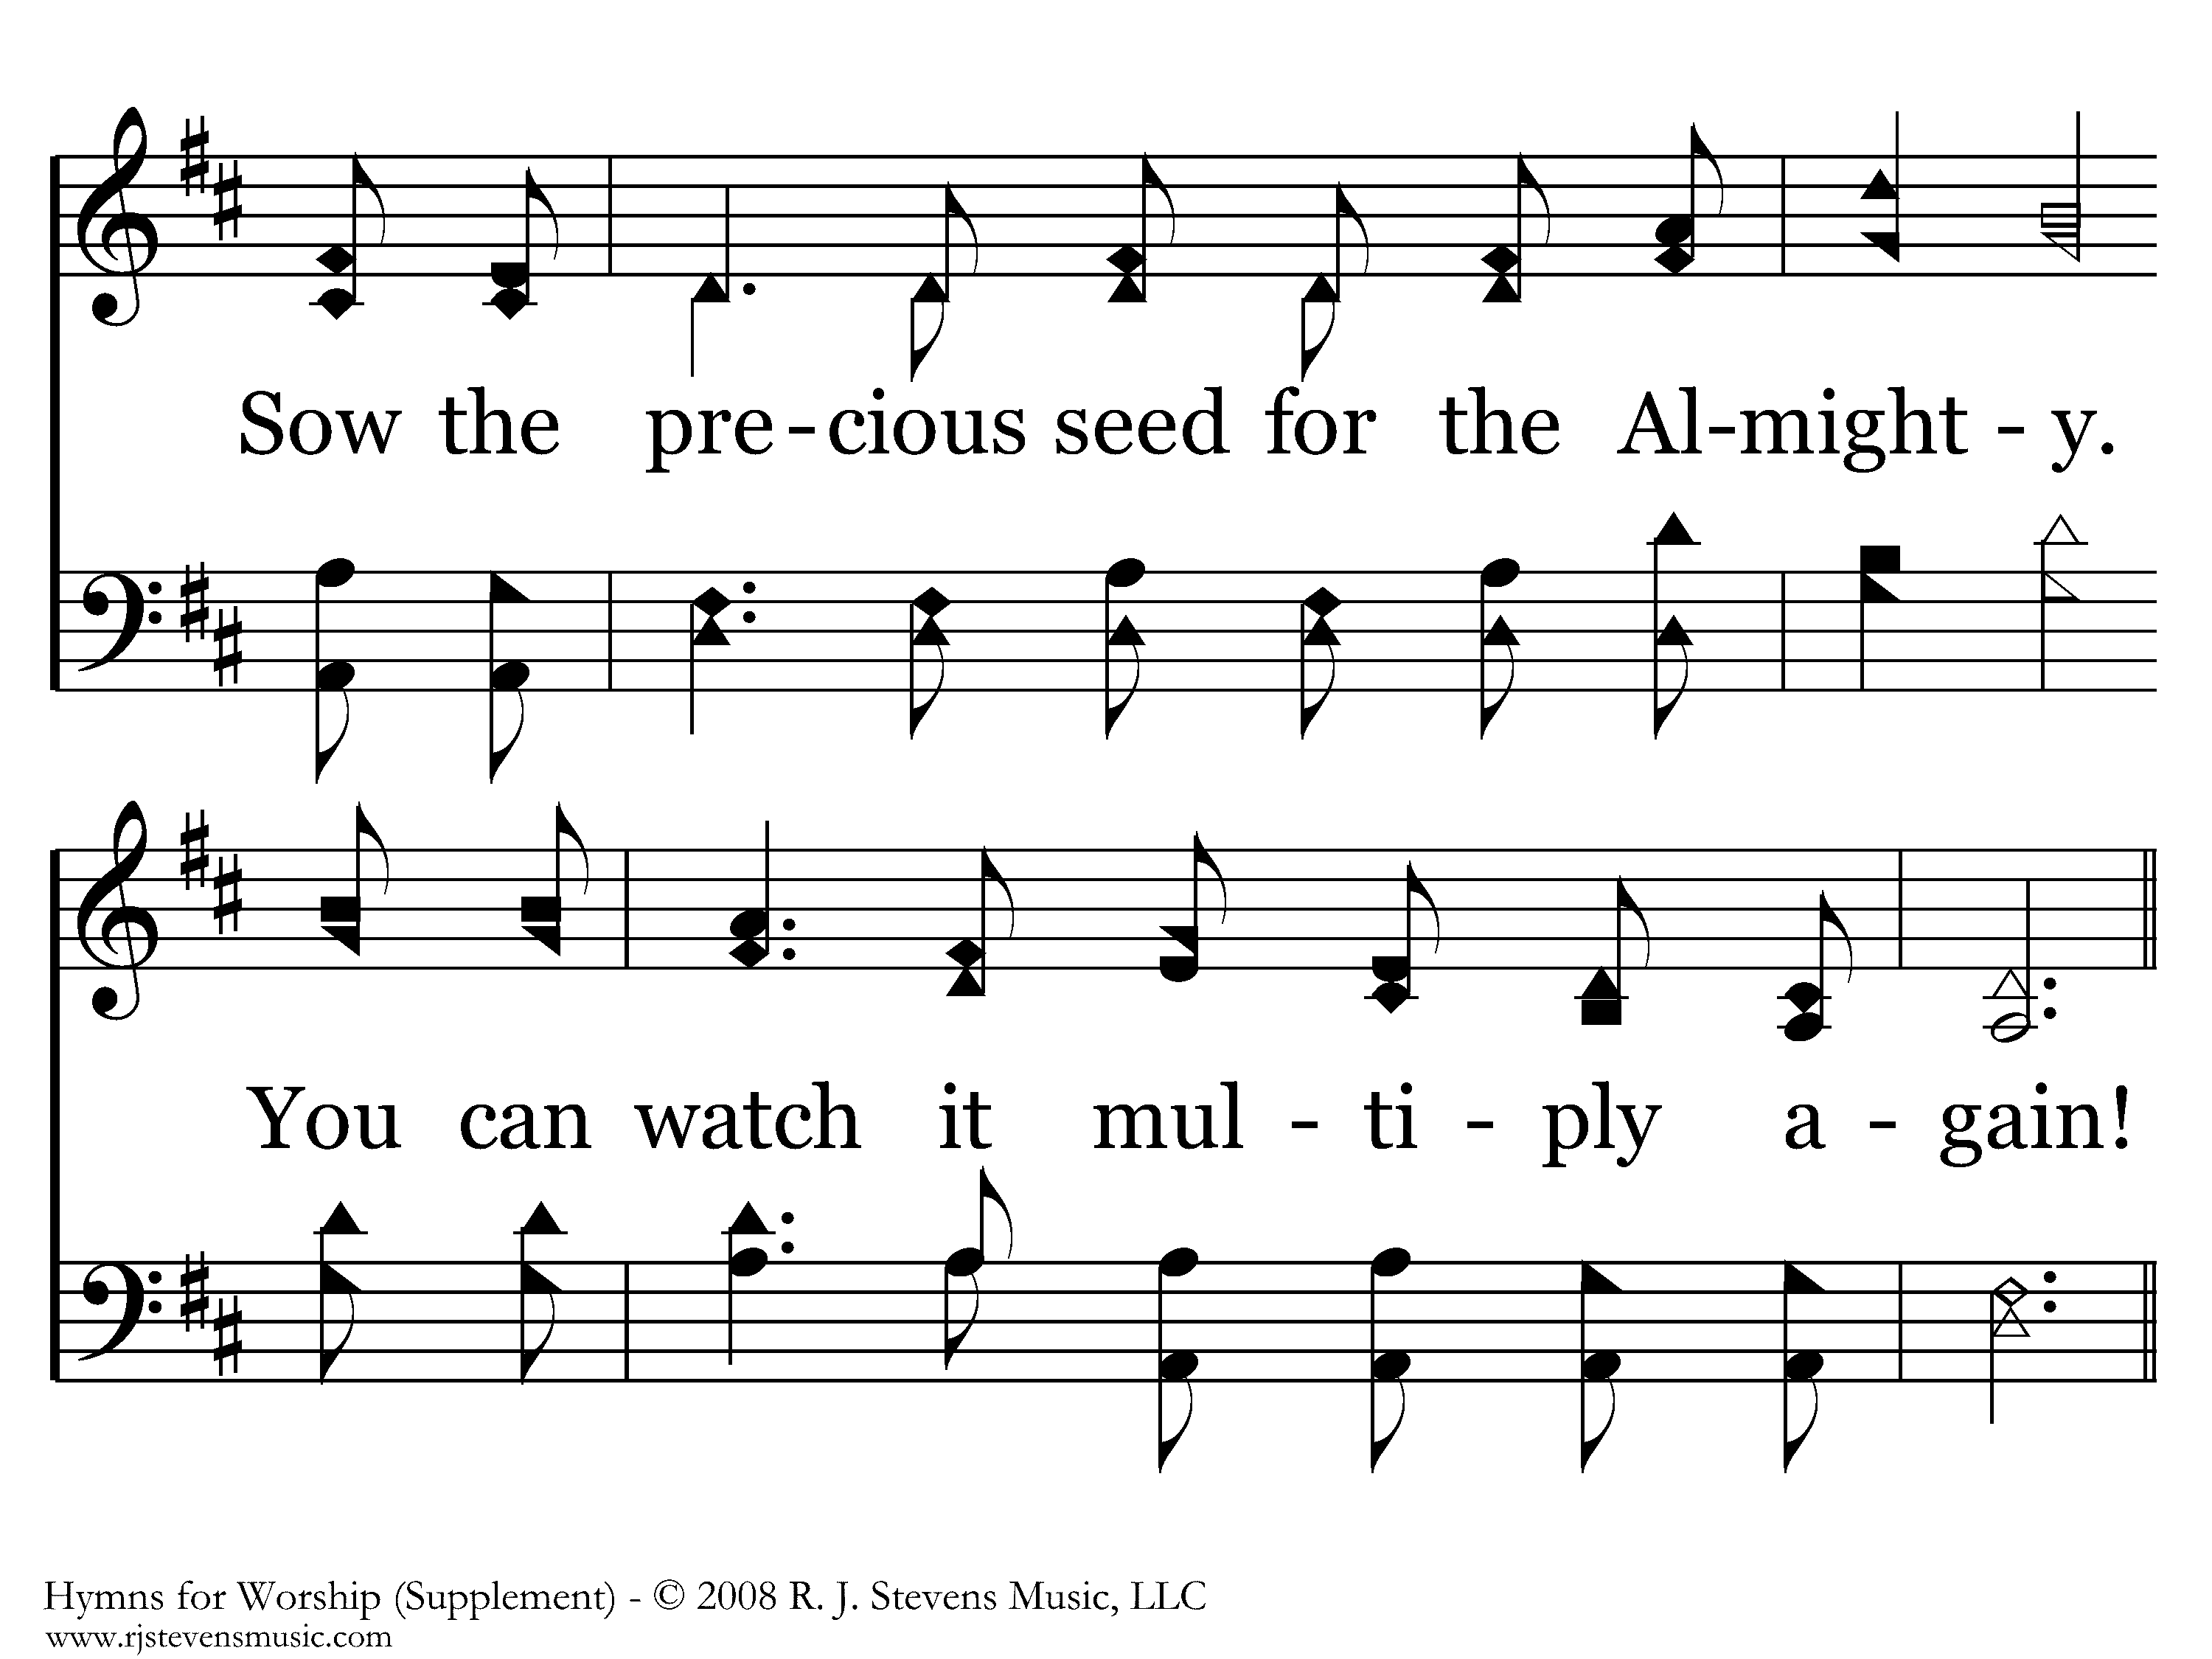 Sow the pre-cious seed for the Al-might-y.
You can watch it mul-ti-ply a-gain!
Hymns for Worship (Supplement) - © 2008 R. J. Stevens Music, LLC
www.rjstevensmusic.com